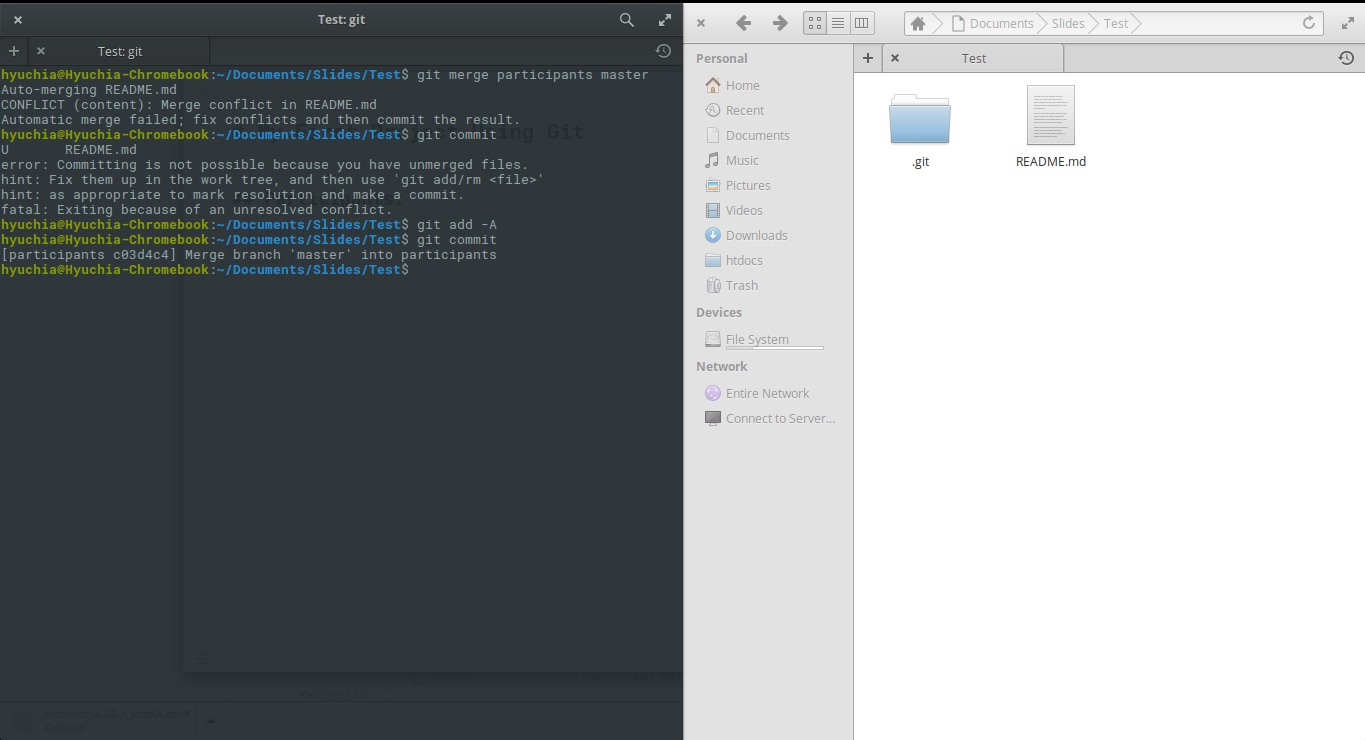 Test: git
Test: git
hyuchia@Hyuchia-Chromebook:~/Documents/Slides/Test$ git merge participants master
Auto-merging README.md
CONFLICT (content): Merge conflict in README.md
Automatic merge failed; fix conflicts and then commit the result.
hyuchia@Hyuchia-Chromebook:~/Documents/Slides/Test$ git commit
U       README.md
error: Committing is not possible because you have unmerged files.
hint: Fix them up in the work tree, and then use 'git add/rm <file>'
hint: as appropriate to mark resolution and make a commit.
fatal: Exiting because of an unresolved conflict.
hyuchia@Hyuchia-Chromebook:~/Documents/Slides/Test$ git add -A
hyuchia@Hyuchia-Chromebook:~/Documents/Slides/Test$ git commit
[participants c03d4c4] Merge branch 'master' into participants
hyuchia@Hyuchia-Chromebook:~/Documents/Slides/Test$
Using Git
Documents Slides Test
Test
Personal
Home
Recent
Documents
Music
Pictures
Videos
Downloads
htdocs
Trash
Devices
File System
Network
Entire Network
Connect to Server...
.git
README.md